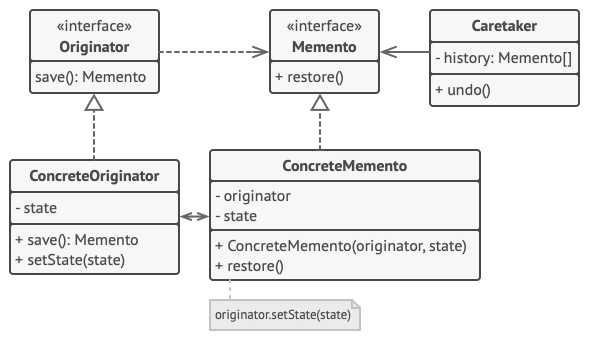 «interface»
Originator
save(): Memento
«interface»
Memento
+ restore()
Caretaker
- history: Memento[]
+ undo()
ConcreteOriginator
- state
+ save(): Memento
+ setState(state)
ConcreteMemento
- originator
- state
+ ConcreteMemento(originator, state)
+ restore()
originator.setState(state)